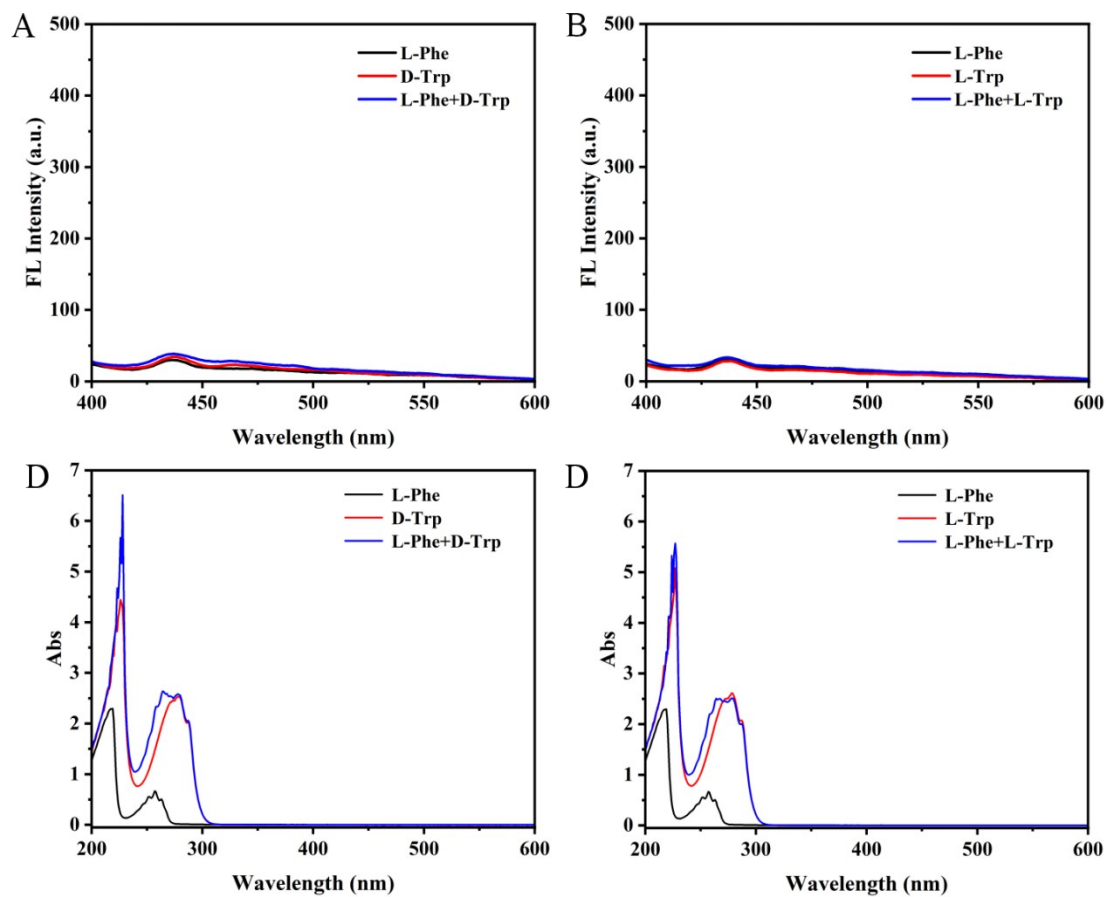 A
500
400
300
200
100
0
FL Intensity (a.u.)
L-Phe
D-Trp
L-Phe+D-Trp
400 450 500 550 600
Wavelength (nm)
B
500
400
300
200
100
0
FL Intensity (a.u.)
L-Phe
L-Trp
L-Phe+L-Trp
400 450 500 550 600
Wavelength (nm)
D
7
6
5
4
3
2
1
0
Abs
L-Phe
D-Trp
L-Phe+D-Trp
200 300 400 500 600
Wavelength (nm)
D
7
6
5
4
3
2
1
0
Abs
L-Phe
L-Trp
L-Phe+L-Trp
200 300 400 500 600
Wavelength (nm)